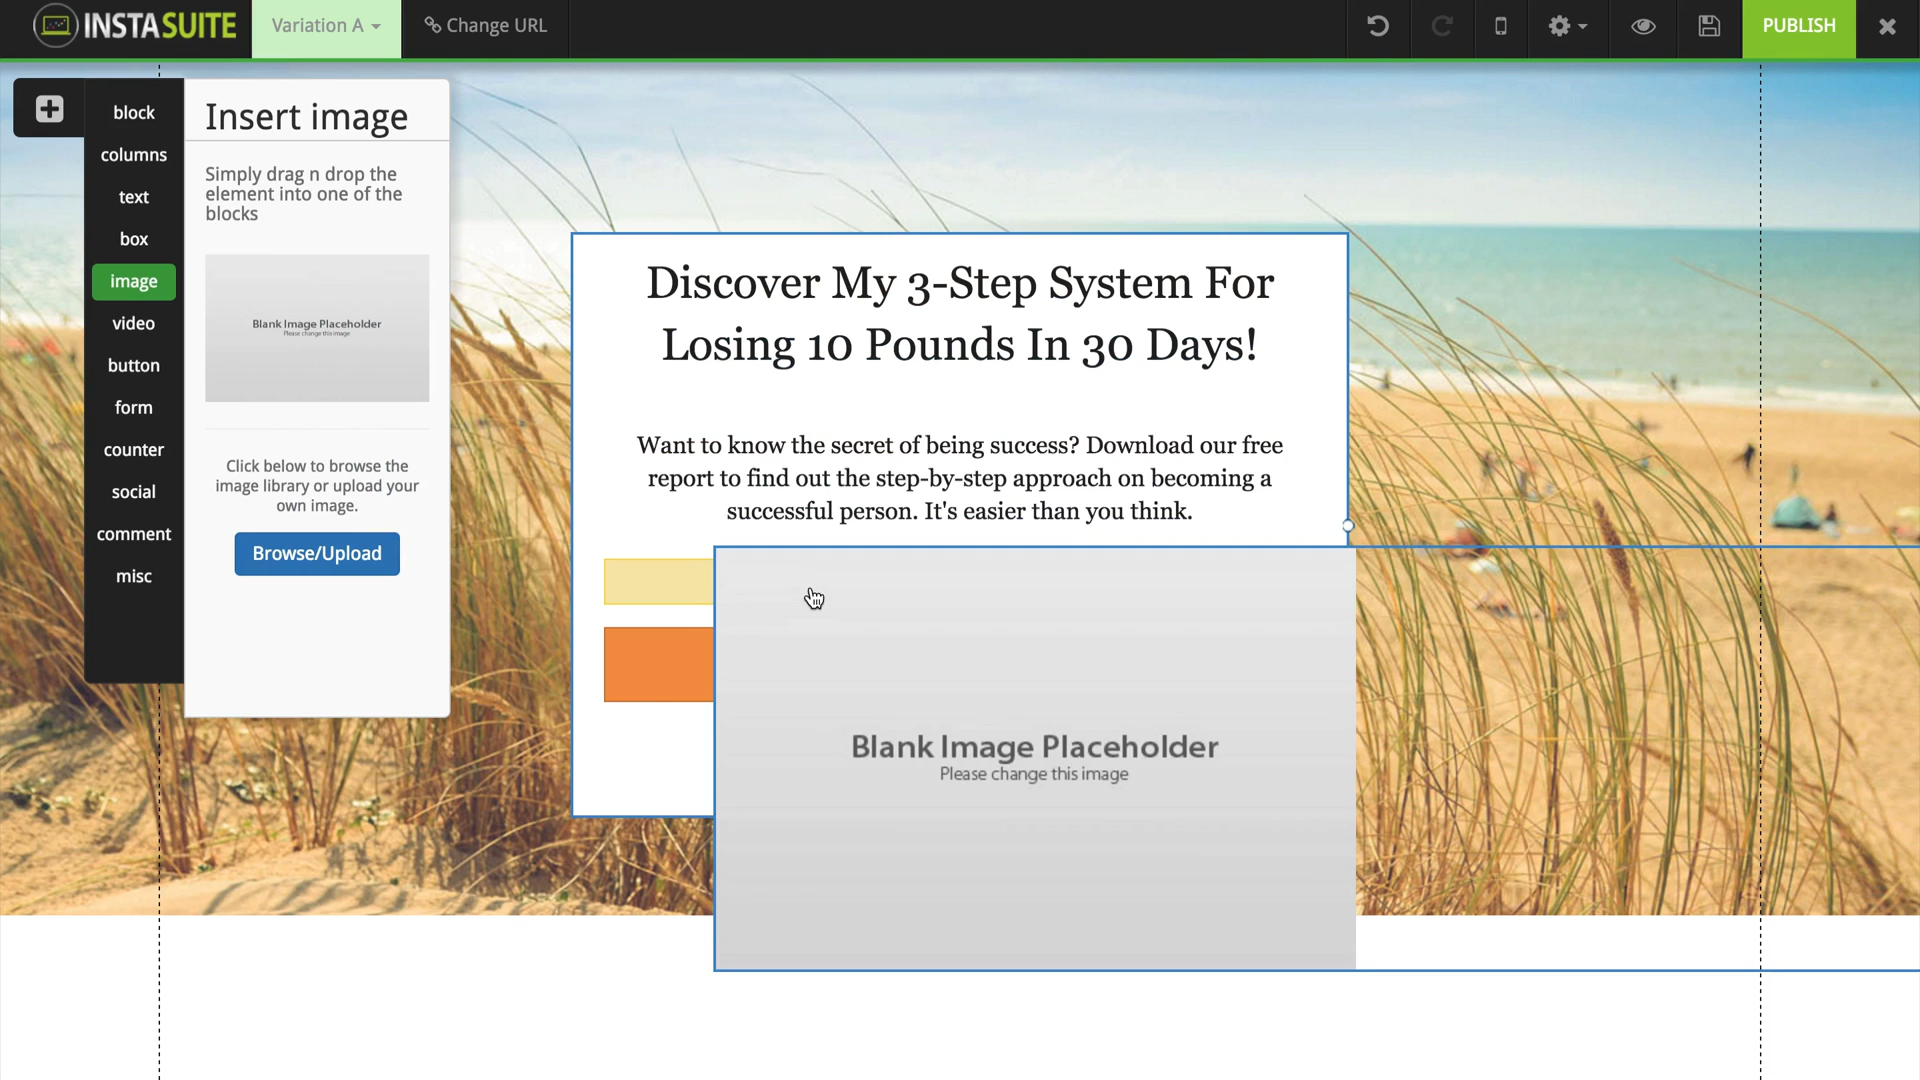 INSTASUITE
Variation A
Change URL
PUBLISH
block
columns
text
box
image
video
button
form
counter
social
comment
misc
Insert image
Simply drag n drop the
element into one of the
blocks
Blank Image Placeholder
Please change this image
Click below to browse the
image library or upload your
own image.
Browse/Upload
Discover My 3-Step System For
Losing 10 Pounds In 30 Days!
Want to know the secret of being success? Download our free
report to find out the step-by-step approach on becoming a
successful person. It's easier than you think.
Blank Image Placeholder
Please change this image